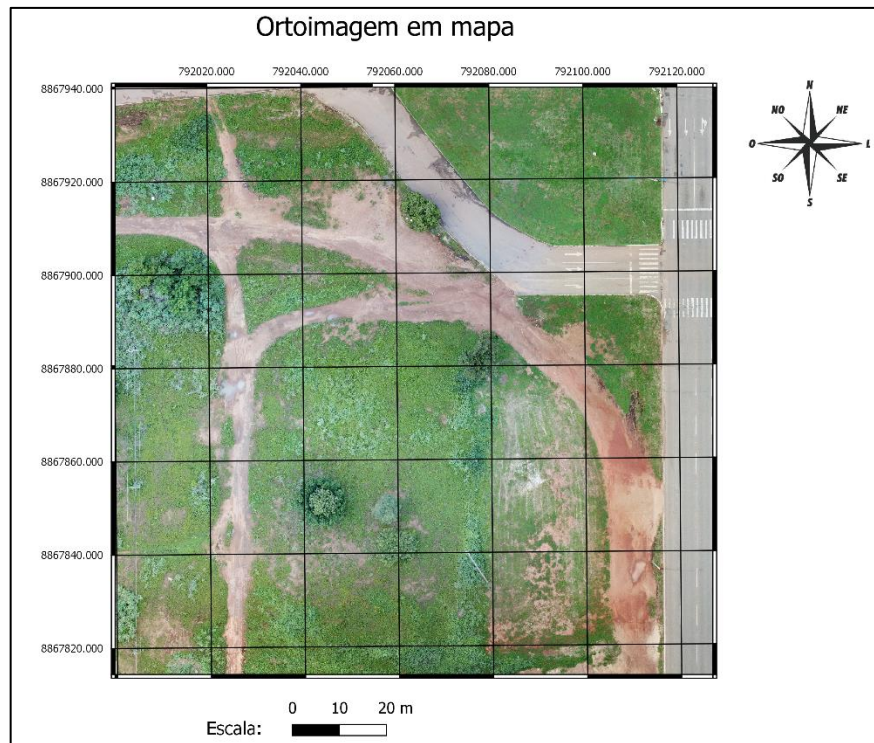 Ortoimagem em mapa
792020.000 792040.000 792060.000 792080.000 792100.000 792120.000
8867940.000
8867920.000
8867900.000
8867880.000
8867860.000
8867840.000
8867820.000
N
NO NE
O L
SO SE
S
0 10 20 m
Escala: